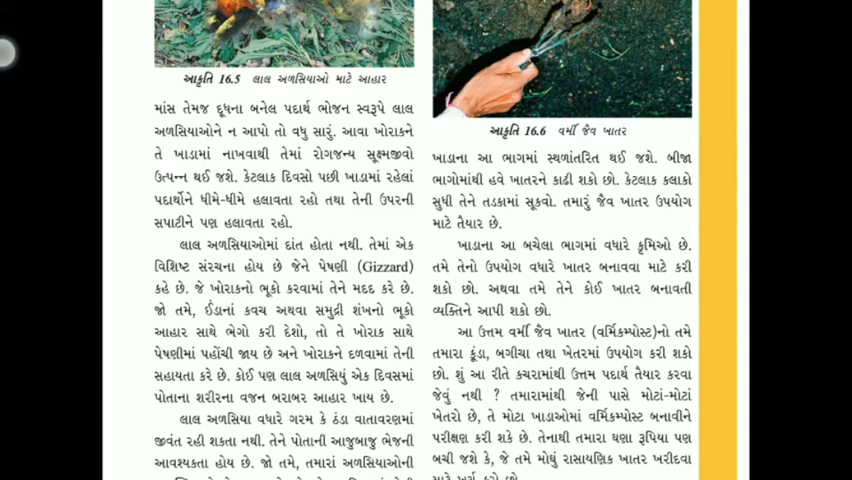 આકૃતિ 16.5 લાલ અળસિયાઓ માટે આહાર
માંસ તેમજ દૂધના બનેલ પદાર્થ ભોજન સ્વરૂપે લાલ
અળસિયાઓને ન આપો તો વધુ સારું. આવા ખોરાકને
તે ખાડામાં નાખવાથી તેમાં રોગજન્ય સૂક્ષ્મજીવો
ઉત્પન્ન થઈ જશે. કેટલાક દિવસો પછી ખાડામાં રહેલાં
પદાર્થોને ધીમે-ધીમે હલાવતા રહો તથા તેની ઉપરની
સપાટીને પણ હલાવતા રહો.
લાલ અળસિયાઓમાં દાંત હોતા નથી. તેમાં એક
વિશિષ્ટ સંરચના હોય છે જેને પેષણી (Gizzard)
કહે છે. જે ખોરાકનો ભૂકો કરવામાં તેને મદદ કરે છે.
જો તમે, ઈંડાનાં કવચ અથવા સમુદ્રી શંખનો ભૂકો
આહાર સાથે ભેગો કરી દેશો, તો તે ખોરાક સાથે
પેષણીમાં પહોંચી જાય છે અને ખોરાકને દળવામાં તેની
સહાયતા કરે છે. કોઈ પણ લાલ અળસિયું એક દિવસમાં
પોતાના શરીરના વજન બરાબર આહાર ખાય છે.
લાલ અળસિયા વધારે ગરમ કે ઠંડા વાતાવરણમાં
જીવંત રહી શકતા નથી. તેને પોતાની આજુબાજુ ભેજની
આવશ્યકતા હોય છે. જો તમે, તમારાં અળસિયાઓની
આકૃતિ 16.6 વર્મી જૈવ ખાતર
ખાડાના આ ભાગમાં સ્થળાંતરિત થઈ જશે. બીજા
ભાગોમાંથી હવે ખાતરને કાઢી શકો છો. કેટલાક કલાકો
સુધી તેને તડકામાં સૂકવો. તમારું જૈવ ખાતર ઉપયોગ
માટે તૈયાર છે.
ખાડાના આ બચેલા ભાગમાં વધારે કૃમિઓ છે.
તમે તેનો ઉપયોગ વધારે ખાતર બનાવવા માટે કરી
શકો છો. અથવા તમે તેને કોઈ ખાતર બનાવતી
વ્યક્તિને આપી શકો છો.
આ ઉત્તમ વર્મી જૈવ ખાતર (વર્મિકમ્પોસ્ટ)નો તમે
તમારા કૂંડા, બગીચા તથા ખેતરમાં ઉપયોગ કરી શકો
છો. શું આ રીતે કચરામાંથી ઉત્તમ પદાર્થ તૈયાર કરવા
જેવું નથી ? તમારામાંથી જેની પાસે મોટાં-મોટાં
ખેતરો છે, તે મોટા ખાડાઓમાં વર્મિકમ્પોસ્ટ બનાવીને
પરીક્ષણ કરી શકે છે. તેનાથી તમારા ઘણા રૂપિયા પણ
બચી જશે કે, જે તમે મોંઘું રાસાયણિક ખાતર ખરીદવા